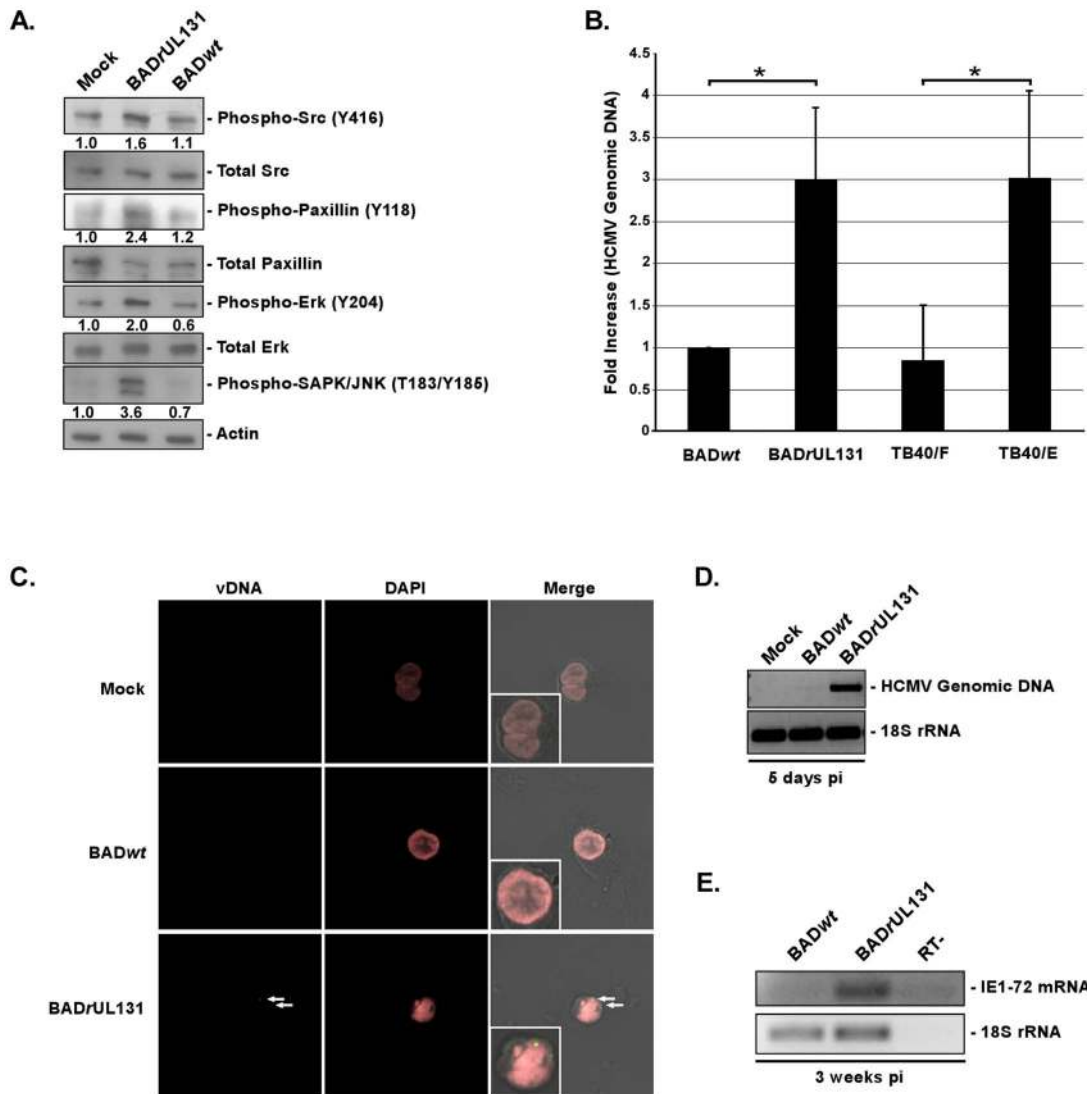 A.
Mock BADrUL131 BADwt
- Phospho-Src (Y416)
1.0 1.6 1.1
- Total Src
- Phospho-Paxillin (Y118)
1.0 2.4 1.2
- Total Paxillin
- Phospho-Erk (Y204)
1.0 2.0 0.6
- Total Erk
- Phospho-SAPK/JNK (T183/Y185)
1.0 3.6 0.7
- Actin
B.
Fold Increase (HCMV Genomic DNA)
4.5
4
3.5
3
2.5
2
1.5
1
0.5
0
* *
BADwt BADrUL131 TB40/F TB40/E
C.
vDNA DAPI Merge
Mock
BADwt
BADrUL131
D.
Mock BADwt BADrUL131
- HCMV Genomic DNA
- 18S rRNA
5 days pi
E.
BADwt BADrUL131 RT-
- IE1-72 mRNA
- 18S rRNA
3 weeks pi